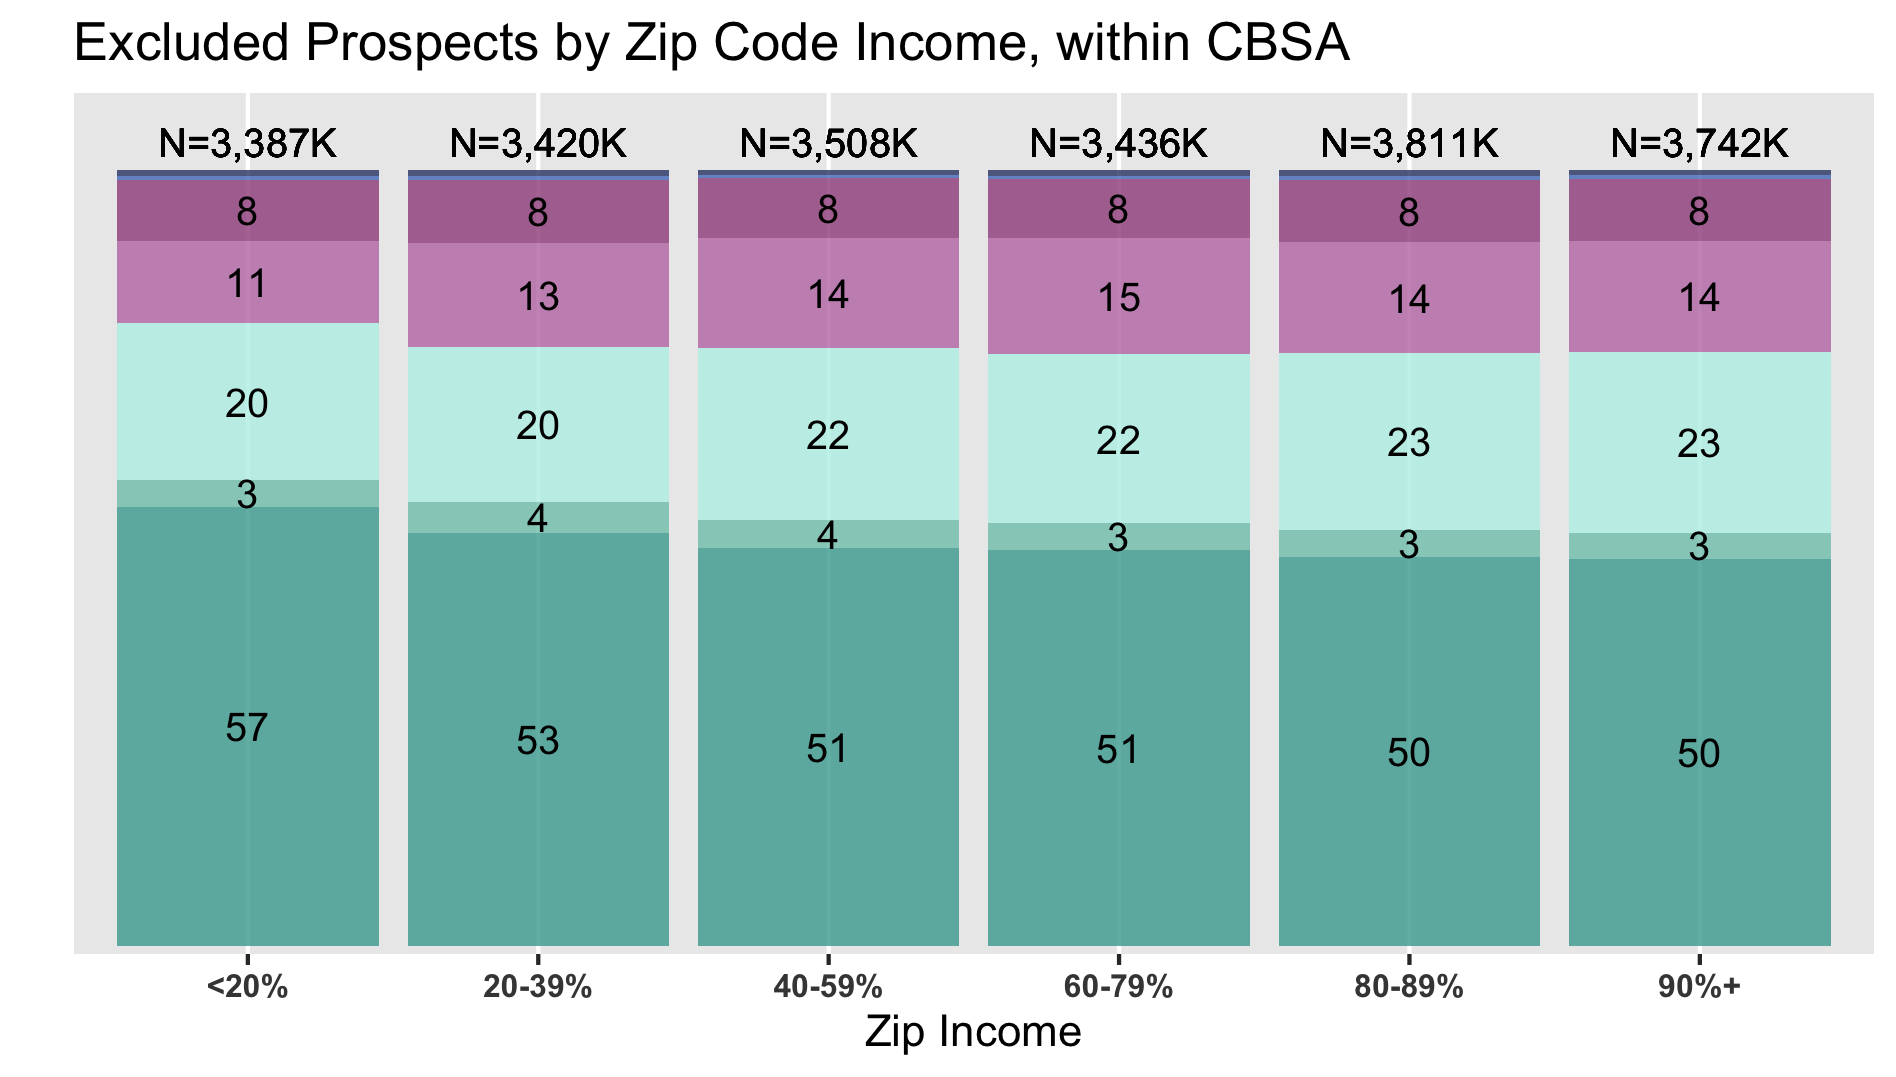 Excluded Prospects by Zip Code Income, within CBSA
N=3,387K N=3,420K N=3,508K N=3,436K N=3,811K N=3,742K
8 8 8 8 8 8
11 13 14 15 14 14
20 20 22 22 23 23
3 4 4 3 3 3
57 53 51 51 50 50
<20% 20-39% 40-59% 60-79% 80-89% 90%+
Zip Income